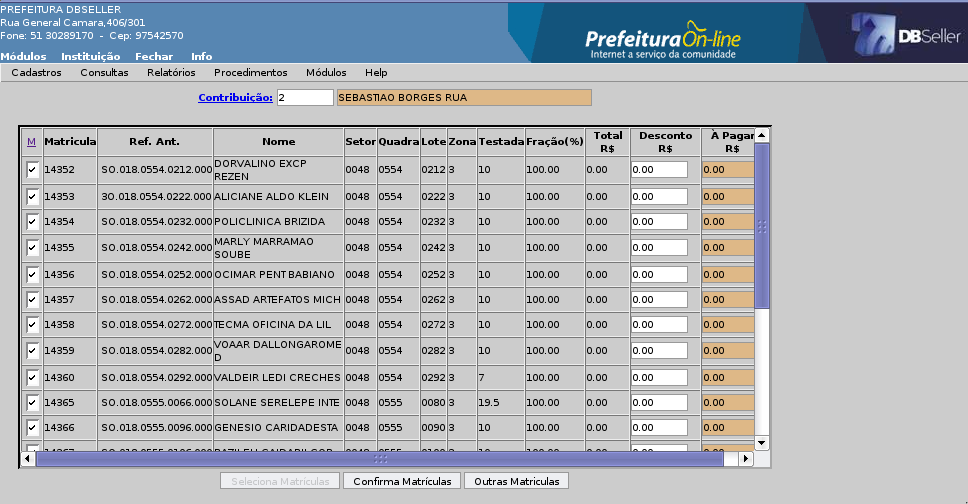 PREFEITURA DBSELLER
Rua General Camara,406/301
Fone: 51 30289170 - Cep: 97542570
PrefeituraOn-line
Internet a serviço da comunidade
DBSeller
Módulos Instituição Fechar Info
Cadastros Consultas Relatórios Procedimentos Módulos Help
Contribuição: 2 SEBASTIAO BORGES RUA
M Matricula Ref. Ant. Nome Setor Quadra Lote Zona Testada Fração(%) Total R$ Desconto R$ À Pagar R$
14352 SO.018.0554.0212.000 DORVALINO EXCP REZEN 0048 0554 0212 3 10 100.00 0.00 0.00 0.00
14353 3O.018.0554.0222.000 ALICIANE ALDO KLEIN 0048 0554 0222 3 10 100.00 0.00 0.00 0.00
14354 SO.018.0554.0232.000 POLICLINICA BRIZIDA 0048 0554 0232 3 10 100.00 0.00 0.00 0.00
14355 SO.018.0554.0242.000 MARLY MARRAMAO SOUBE 0048 0554 0242 3 10 100.00 0.00 0.00 0.00
14356 SO.018.0554.0252.000 OCIMAR PENTBABIANO 0048 0554 0252 3 10 100.00 0.00 0.00 0.00
14357 SO.018.0554.0262.000 ASSAD ARTEFATOS MICH 0048 0554 0262 3 10 100.00 0.00 0.00 0.00
14358 SO.018.0554.0272.000 TECMA OFICINA DA LIL 0048 0554 0272 3 10 100.00 0.00 0.00 0.00
14359 SO.018.0554.0282.000 VOAAR DALLONGAROME D 0048 0554 0282 3 10 100.00 0.00 0.00 0.00
14360 SO.018.0554.0292.000 VALDEIR LEDI CRECHES 0048 0554 0292 3 7 100.00 0.00 0.00 0.00
14365 SO.018.0555.0066.000 SOLANE SERELEPE INTE 0048 0555 0080 3 19.5 100.00 0.00 0.00 0.00
14366 SO.018.0555.0096.000 GENESIO CARIDADESTA 0048 0555 0090 3 10 100.00 0.00 0.00 0.00
Seleciona Matriculas Confirma Matrículas Outras Matriculas